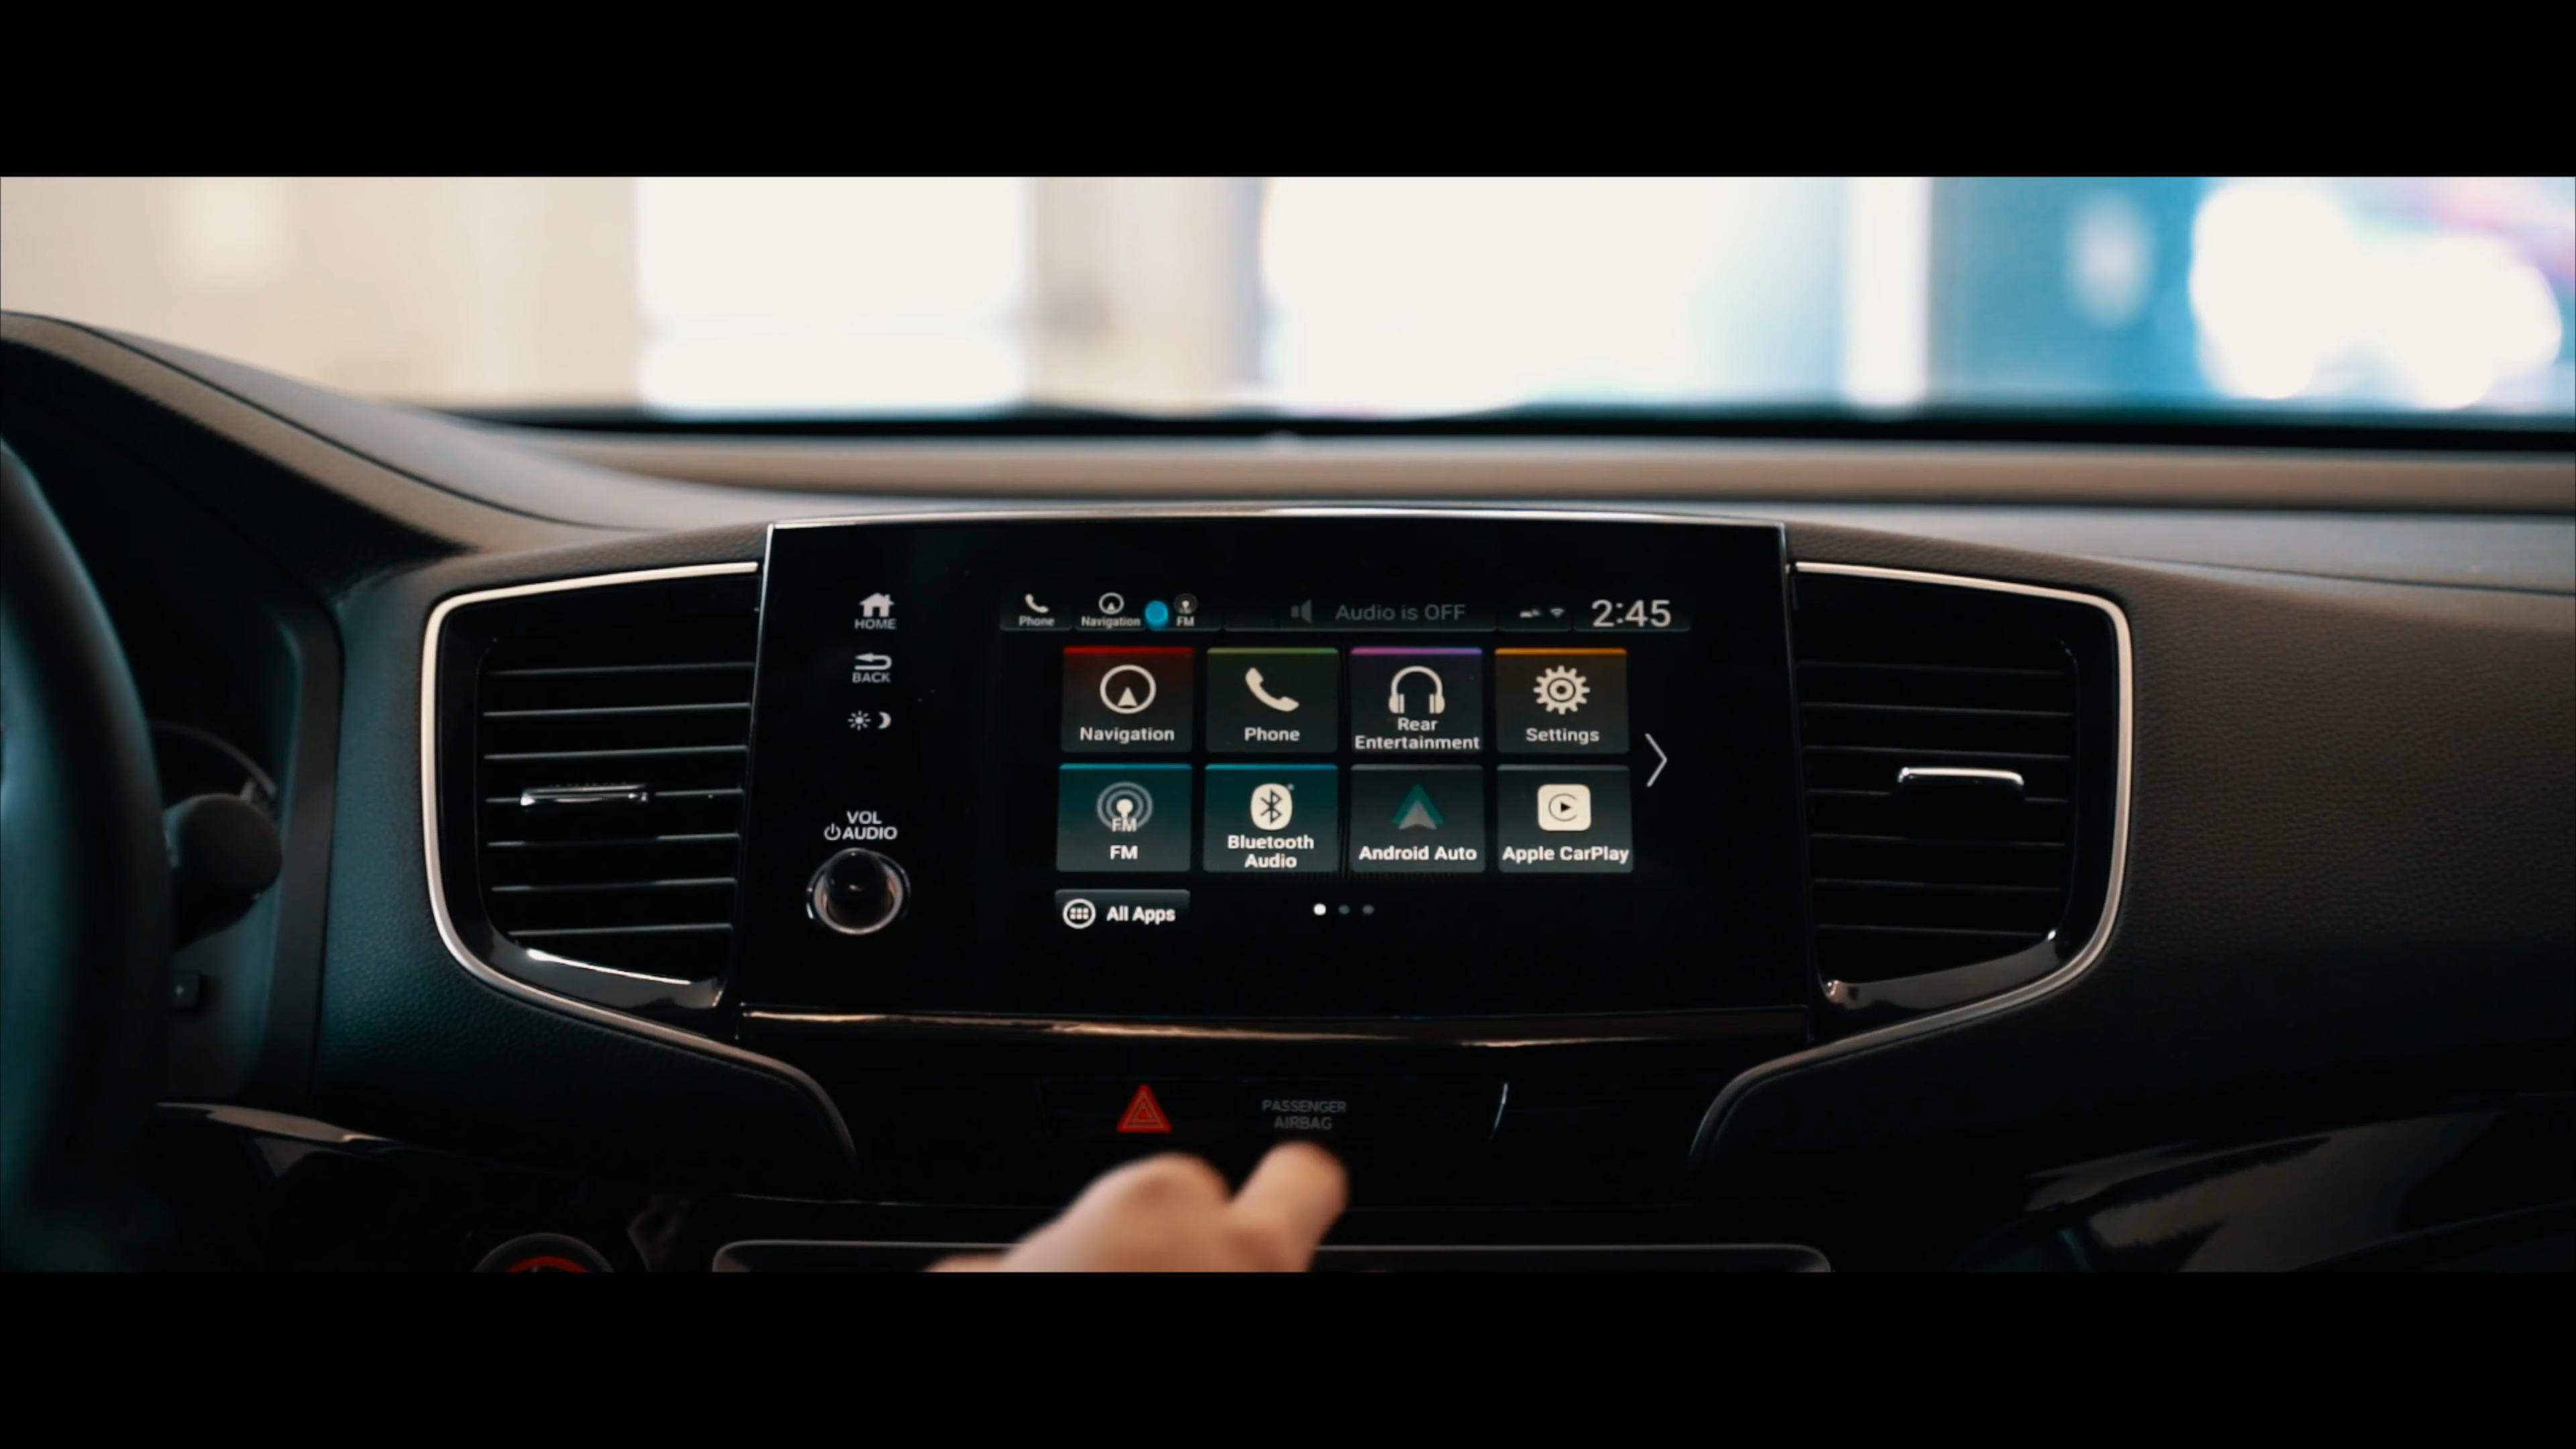 HOME
BACK
VOL
AUDIO
Phone
Navigation
FM
Audio is OFF
2:45
Navigation
Phone
Rear
Entertainment
Settings
FM
FM
Bluetooth
Audio
Android Auto
Apple CarPlay
All Apps
PASSENGER
AIRBAG
+